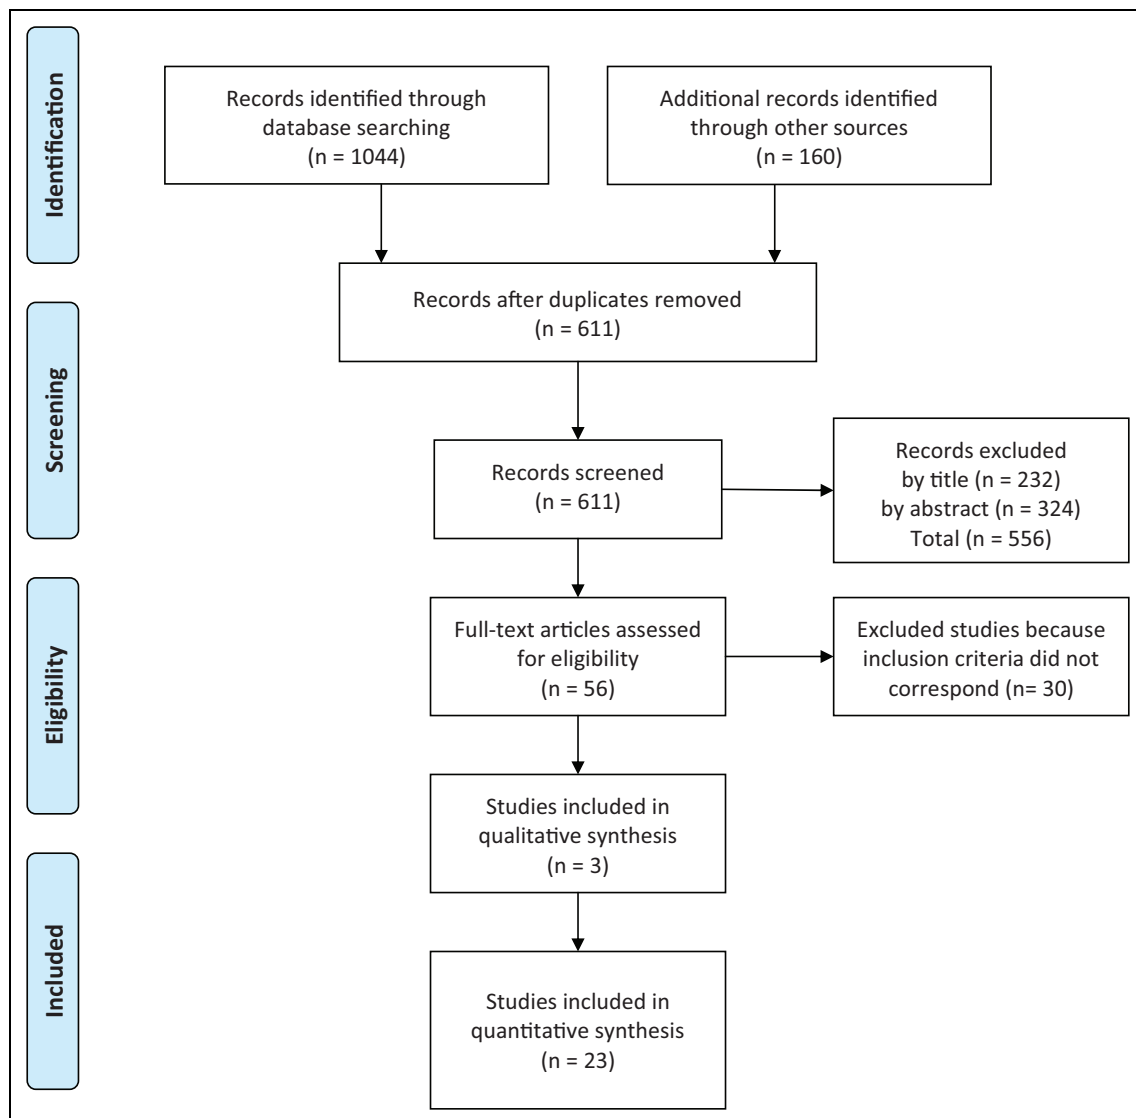 Identification
Records identified through
database searching
(n = 1044)
Additional records identified
through other sources
(n = 160)
Records after duplicates removed
(n = 611)
Screening
Records screened
(n = 611)
Records excluded
by title (n = 232)
by abstract (n = 324)
Total (n = 556)
Eligibility
Full-text articles assessed
for eligibility
(n = 56)
Excluded studies because
inclusion criteria did not
correspond (n= 30)
Studies included in
qualitative synthesis
(n = 3)
Included
Studies included in
quantitative synthesis
(n = 23)